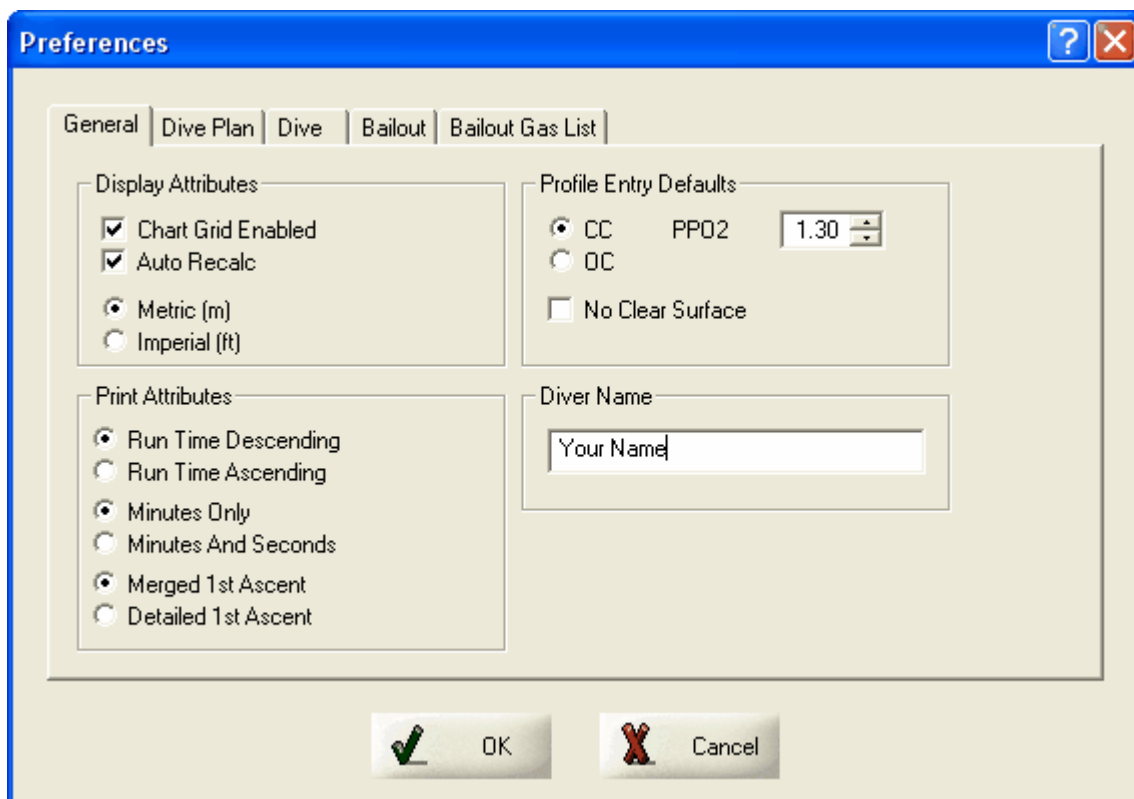 Preferences
?
General Dive Plan Dive Bailout Bailout Gas List
Display Attributes
Chart Grid Enabled
Auto Recalc
Metric (m)
Imperial (ft)
Profile Entry Defaults
CC PPO2 1.30
OC
No Clear Surface
Print Attributes
Run Time Descending
Run Time Ascending
Minutes Only
Minutes And Seconds
Merged 1st Ascent
Detailed 1st Ascent
Diver Name
Your Name
OK Cancel